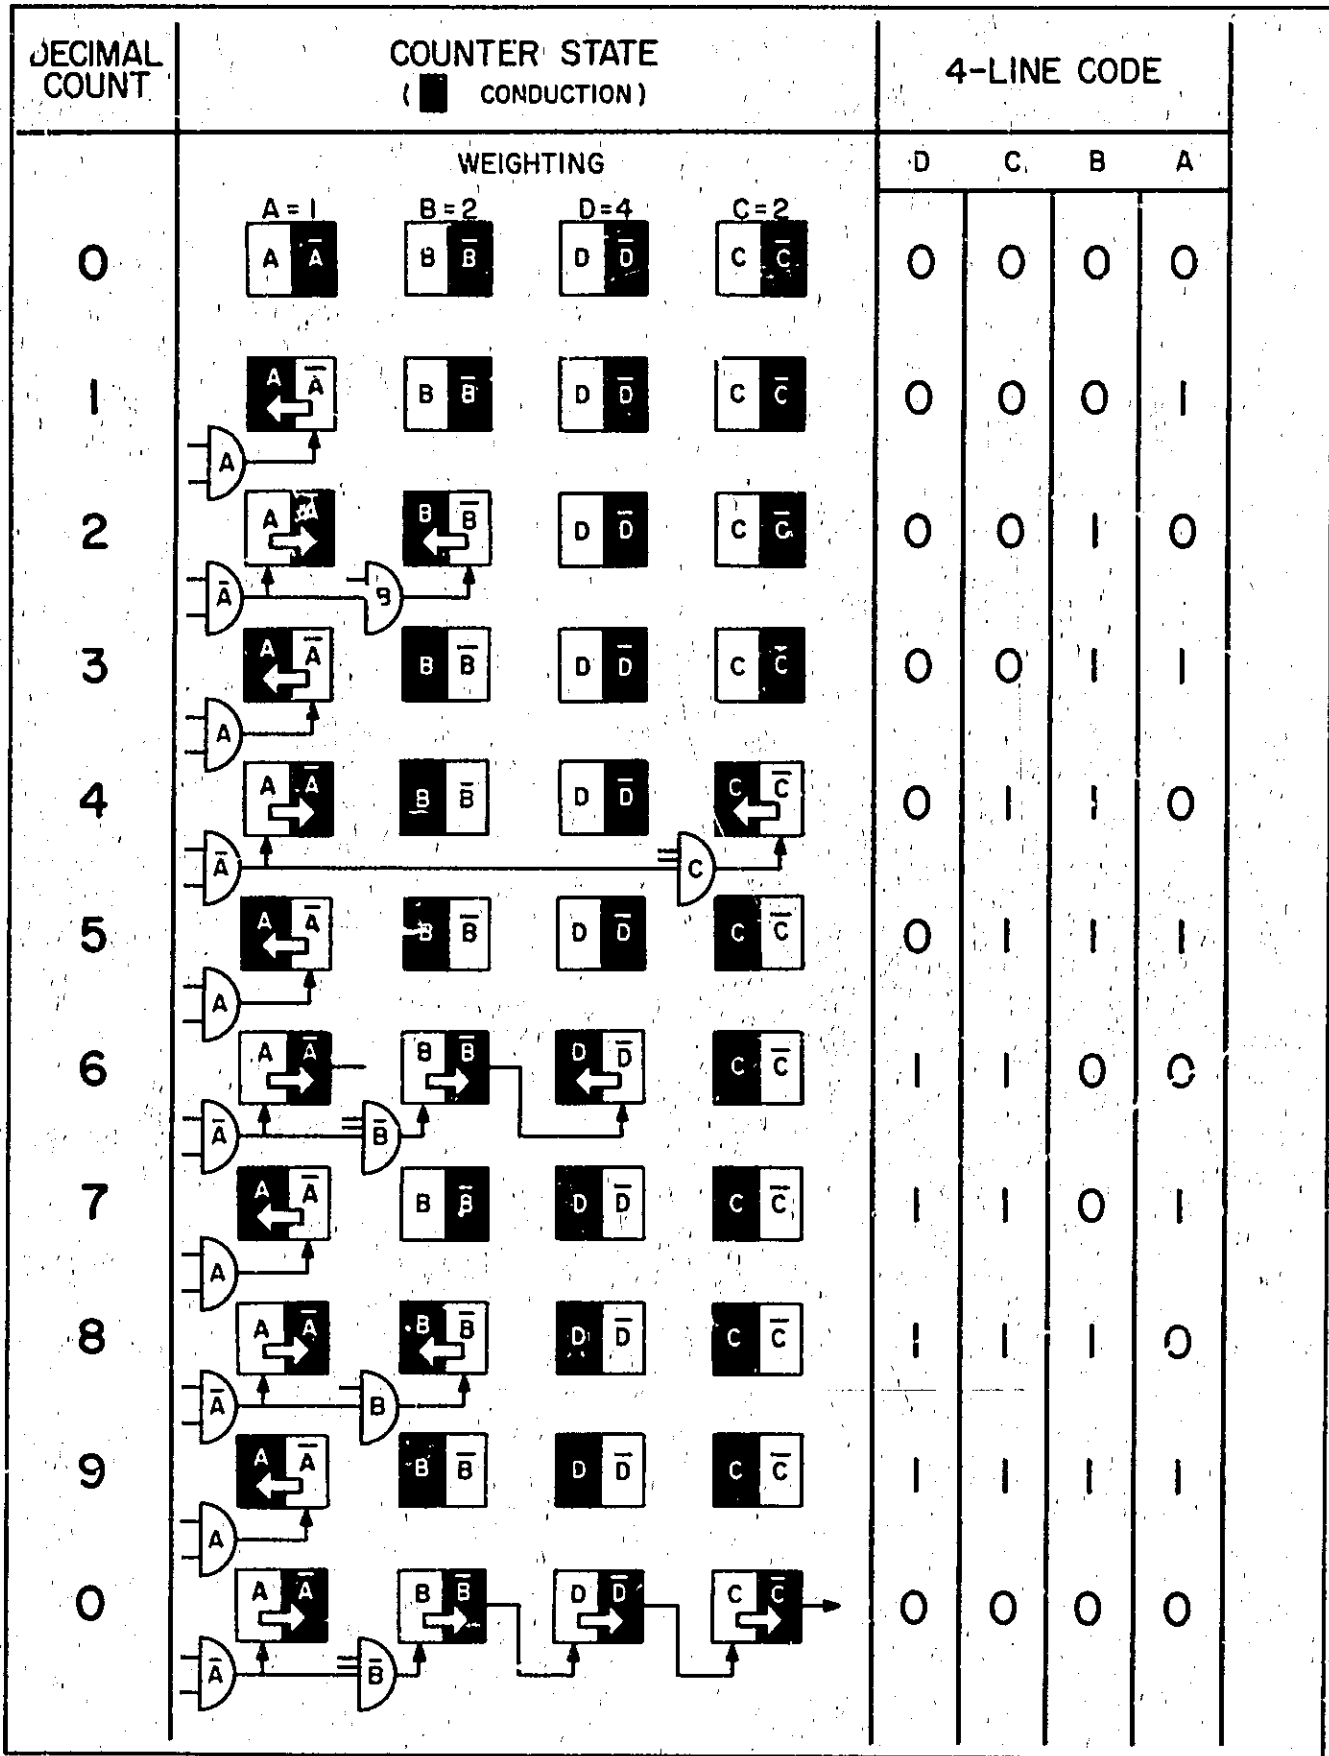 DECIMAL COUNT
COUNTER STATE
( CONDUCTION)
4-LINE CODE
WEIGHTING
D C B A
A=1 B=2 D=4 C=2
0 A A̅ B B̅ D D̅ C C̅ 0 0 0 0
1 A A̅ B B̅ D D̅ C C̅ 0 0 0 1
A
2 A A̅ B B̅ D D̅ C C̅ 0 0 1 0
A̅ B
3 A A̅ B B̅ D D̅ C C̅ 0 0 1 1
A
4 A A̅ B B̅ D D̅ C C̅ 0 1 1 0
A̅ C
5 A A̅ B B̅ D D̅ C C̅ 0 1 1 1
A
6 A A̅ B B̅ D D̅ C C̅ 1 1 0 0
A̅ B̅
7 A A̅ B B̅ D D̅ C C̅ 1 1 0 1
A
8 A A̅ B B̅ D D̅ C C̅ 1 1 1 0
A̅ B
9 A A̅ B B̅ D D̅ C C̅ 1 1 1 1
A
0 A A̅ B B̅ D D̅ C C̅ 0 0 0 0
A̅ B̅